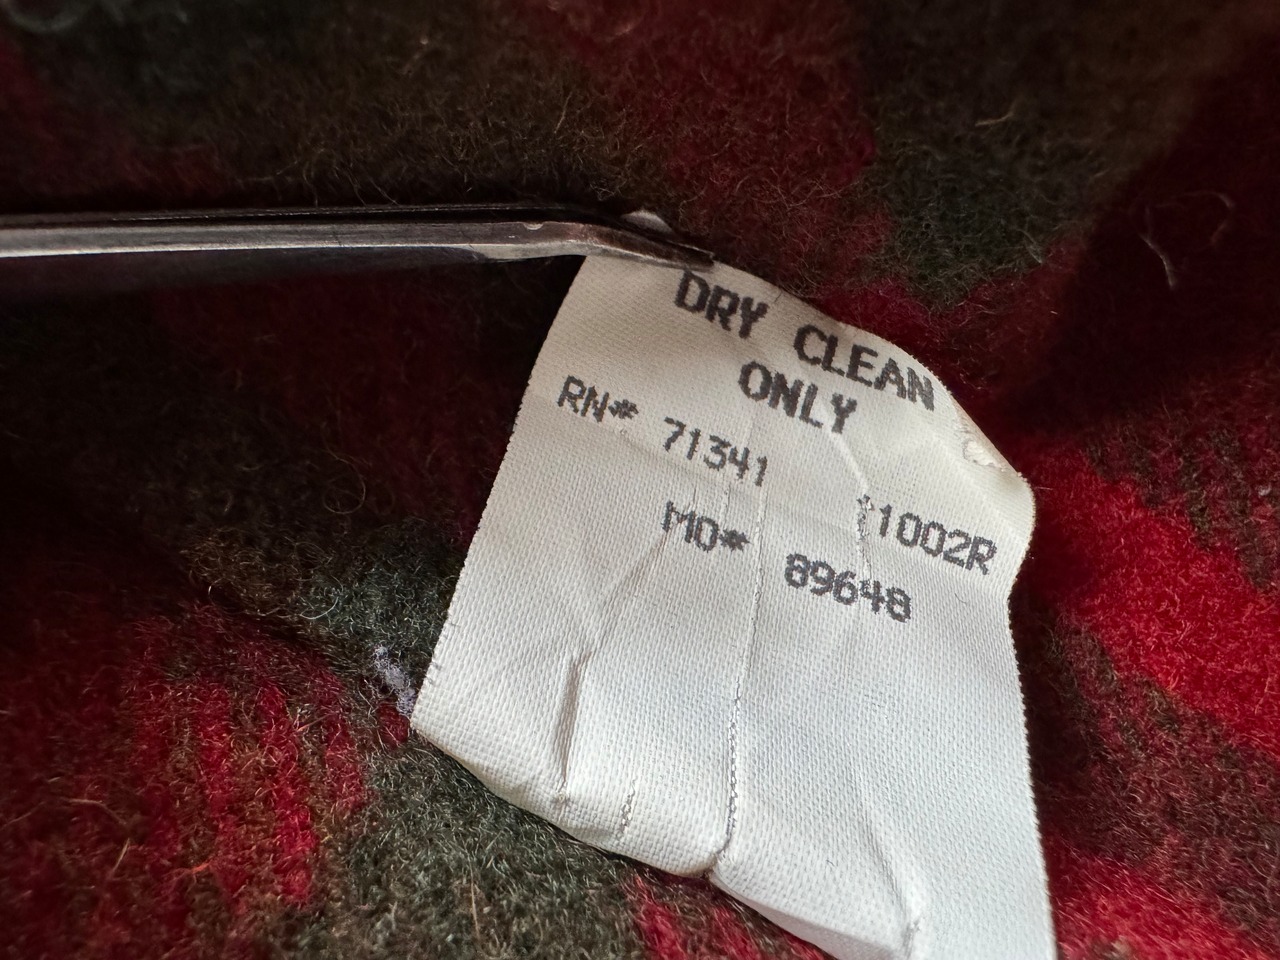 DRY CLEAN
ONLY
RN* 71341
1002R
MO* 89648